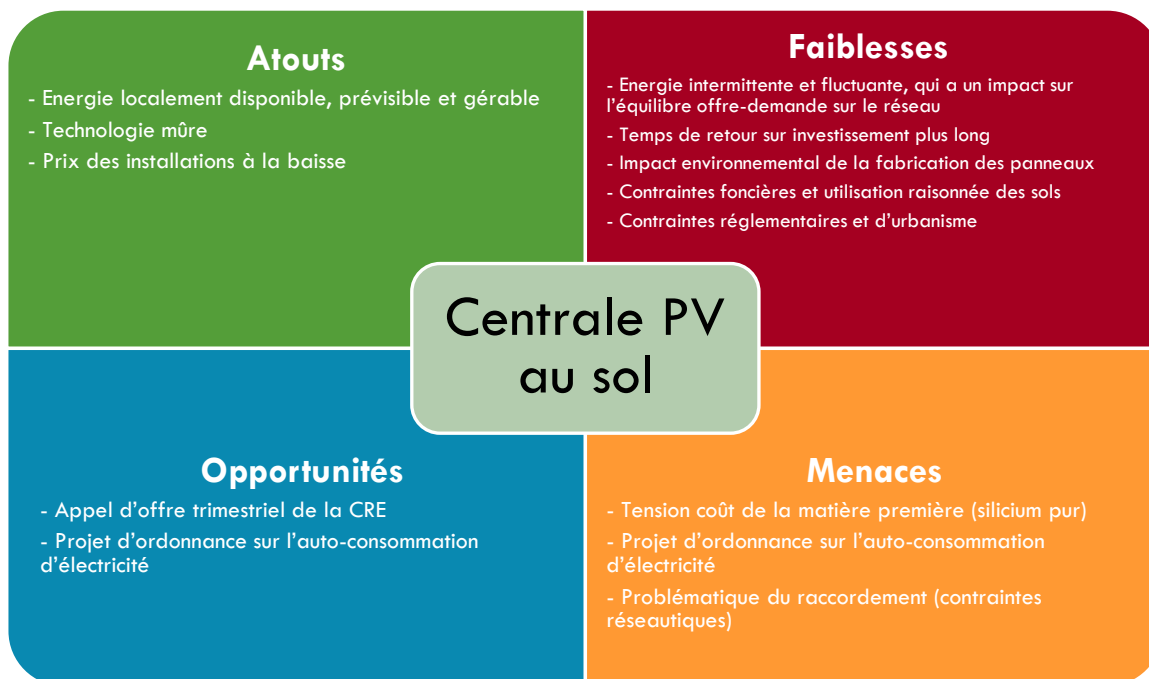 Atouts
- Energie localement disponible, prévisible et gérable
- Technologie mûre
- Prix des installations à la baisse
Faiblesses
- Energie intermittente et fluctuante, qui a un impact sur
l'équilibre offre-demande sur le réseau
- Temps de retour sur investissement plus long
- Impact environnemental de la fabrication des panneaux
- Contraintes foncières et utilisation raisonnée des sols
- Contraintes réglementaires et d'urbanisme
Centrale PV
au sol
Opportunités
- Appel d'offre trimestriel de la CRE
- Projet d'ordonnance sur l'auto-consommation
d'électricité
Menaces
- Tension coût de la matière première (silicium pur)
- Projet d'ordonnance sur l'auto-consommation
d'électricité
- Problématique du raccordement (contraintes
réseautiques)